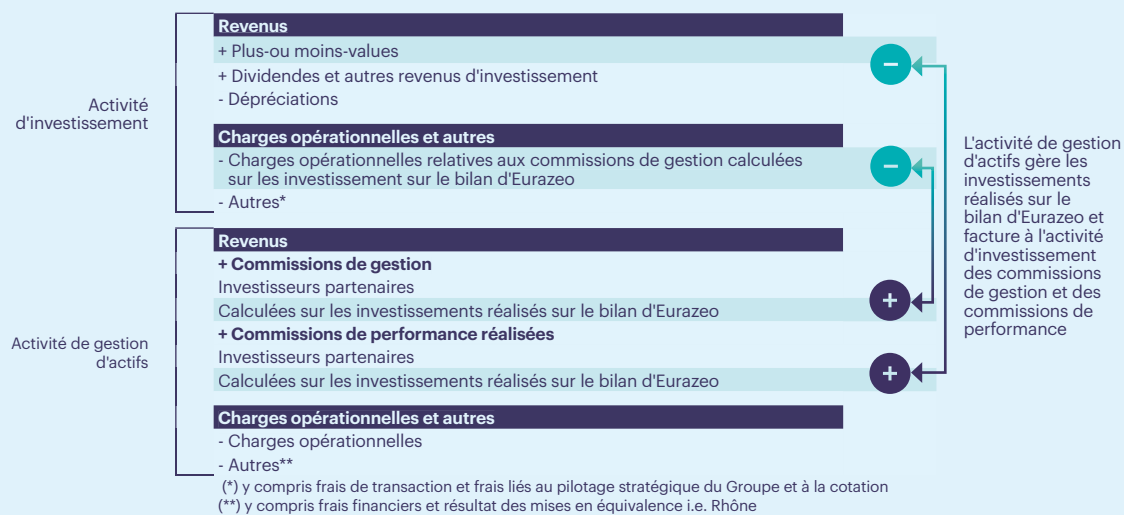 Activité
d'investissement
Revenus
+ Plus-ou moins-values
+ Dividendes et autres revenus d'investissement
- Dépréciations
Charges opérationnelles et autres
- Charges opérationnelles relatives aux commissions de gestion calculées
sur les investissement sur le bilan d'Eurazeo
- Autres*
Activité de gestion
d'actifs
Revenus
+ Commissions de gestion
Investisseurs partenaires
Calculées sur les investissements réalisés sur le bilan d'Eurazeo
+ Commissions de performance réalisées
Investisseurs partenaires
Calculées sur les investissements réalisés sur le bilan d'Eurazeo
Charges opérationnelles et autres
- Charges opérationnelles
- Autres**
−
−
+
+
L'activité de gestion
d'actifs gère les
investissements
réalisés sur le
bilan d'Eurazeo et
facture à l'activité
d'investissement
des commissions
de gestion et des
commissions de
performance
(*) y compris frais de transaction et frais liés au pilotage stratégique du Groupe et à la cotation
(**) y compris frais financiers et résultat des mises en équivalence i.e. Rhône